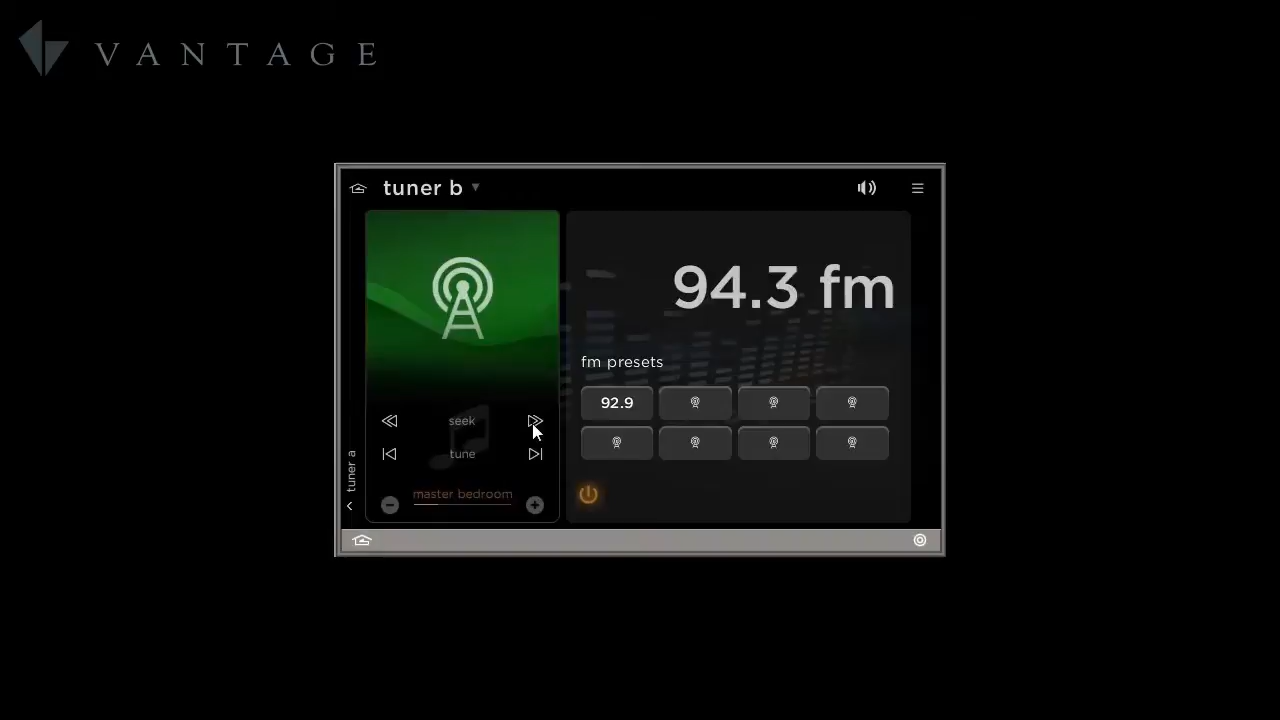 VANTAGE
tuner b
94.3 fm
fm presets
92.9
seek
tune
master bedroom
tuner a